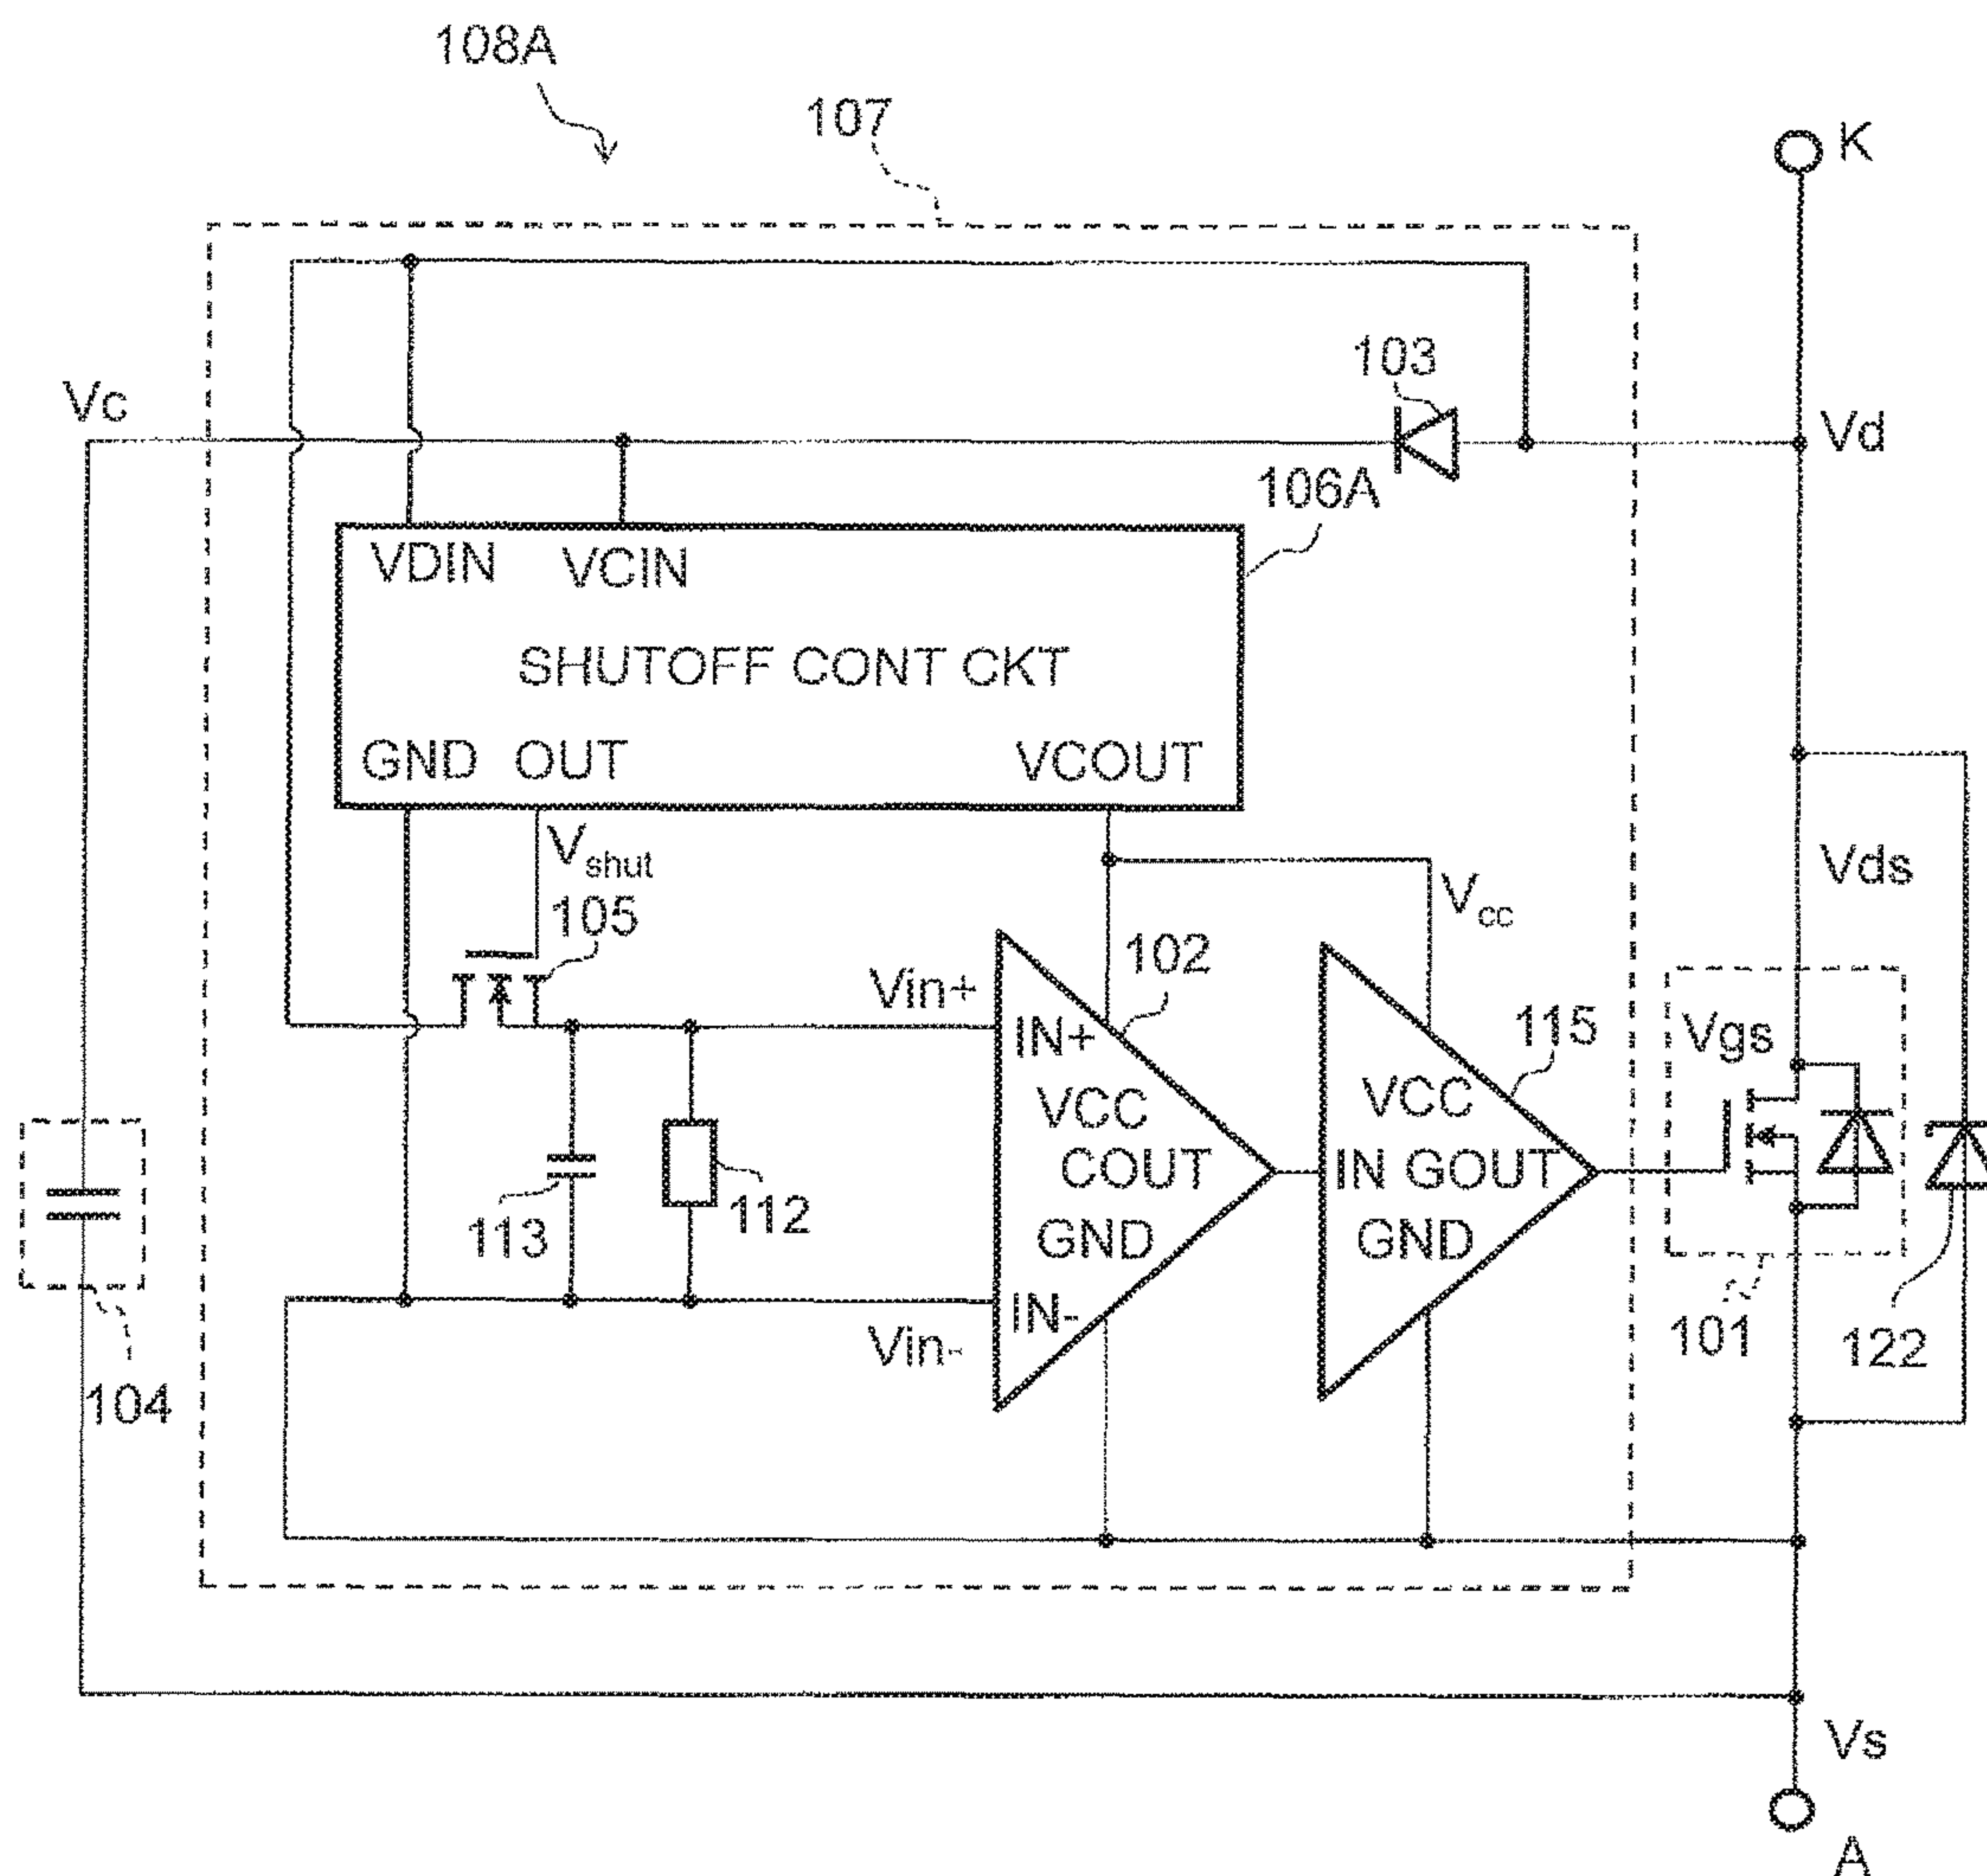 108A
107
K
103
Vc
Vd
106A
VDIN VCIN
SHUTOFF CONT CKT
GND OUT VCOUT
Vshut
105
Vds
Vcc
102
Vin+
IN+
115
Vgs
VCC
VCC
COUT
IN GOUT
113
112
GND
GND
IN-
Vin-
101
122
104
Vs
A